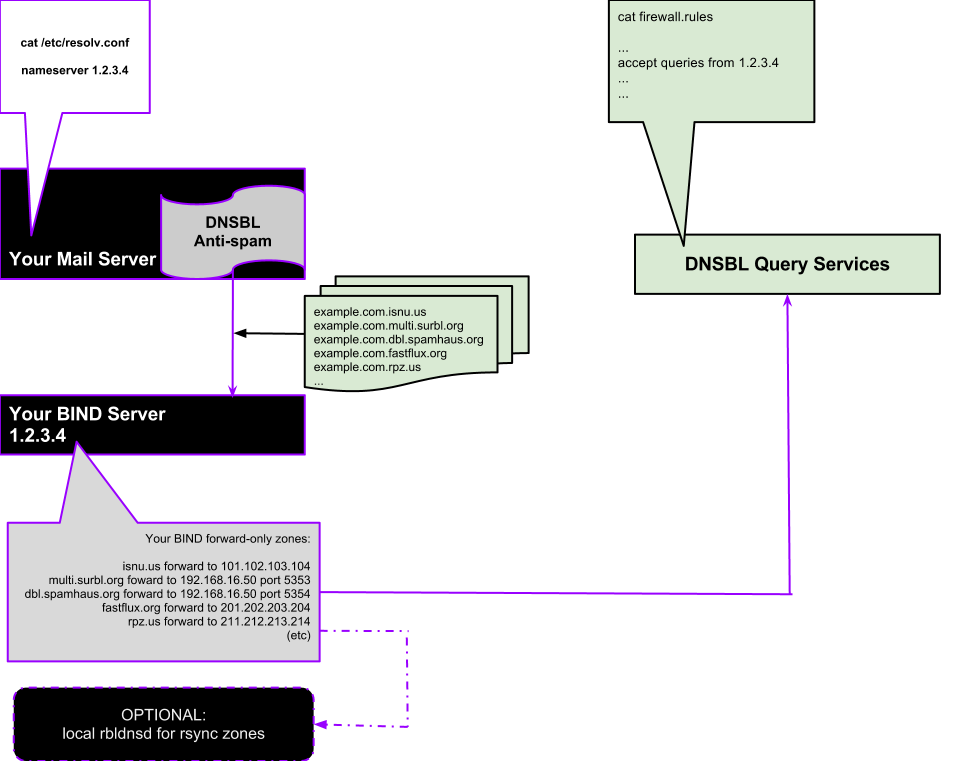 cat /etc/resolv.conf
nameserver 1.2.3.4
cat firewall.rules
...
accept queries from 1.2.3.4
...
...
DNSBL
Anti-spam
Your Mail Server
DNSBL Query Services
example.com.isnu.us
example.com.multi.surbl.org
example.com.dbl.spamhaus.org
example.com.fastflux.org
example.com.rpz.us
...
Your BIND Server
1.2.3.4
Your BIND forward-only zones:
isnu.us forward to 101.102.103.104
multi.surbl.org foward to 192.168.16.50 port 5353
dbl.spamhaus.org forward to 192.168.16.50 port 5354
fastflux.org forward to 201.202.203.204
rpz.us forward to 211.212.213.214
(etc)
OPTIONAL:
local rbldnsd for rsync zones